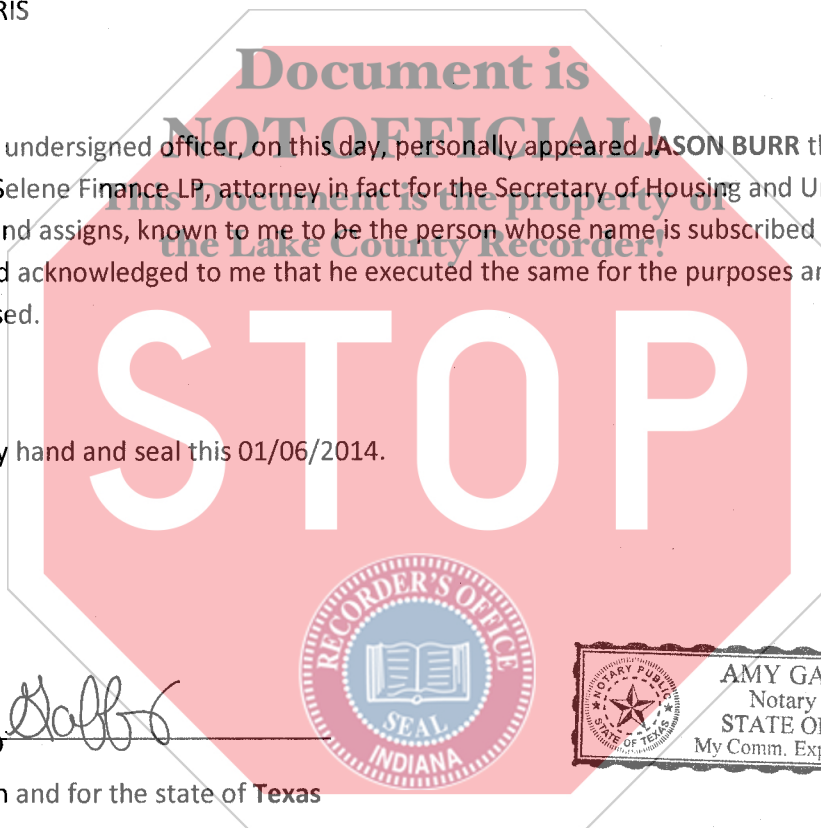 RIS
Document is
NOT OFFICIAL!
undersigned officer, on this day, personally appeared JASON BURR th
Selene Finance LP, attorney in fact for the Secretary of Housing and U
This Document is the property of
nd assigns, known to me to be the person whose name is subscribed
the Lake County Recorder!
d acknowledged to me that he executed the same for the purposes an
sed.
STOP
y hand and seal this 01/06/2014.
RECORDER'S OFFICE
SEAL
INDIANA
NOTARY PUBLIC
STATE OF TEXAS
AMY GA
Notary
STATE O
My Comm. Exp
n and for the state of Texas